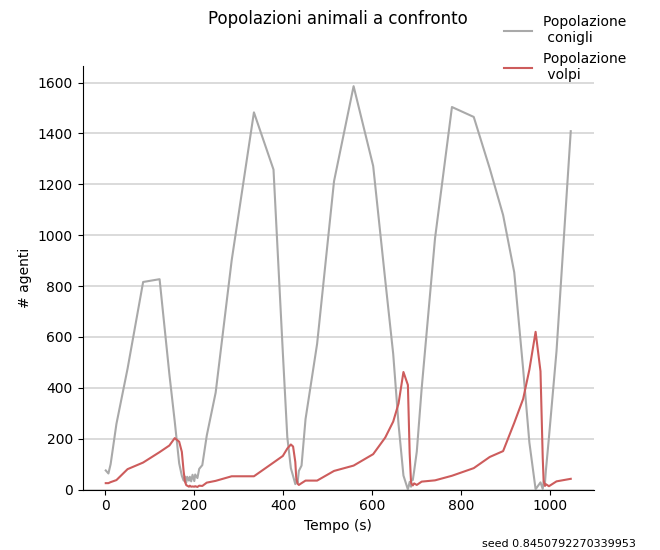 Popolazioni animali a confronto
Popolazione
conigli
Popolazione
volpi
1600
1400
1200
1000
800
600
400
200
0
# agenti
0
200
400
600
800
1000
Tempo (s)
seed 0.8450792270339953